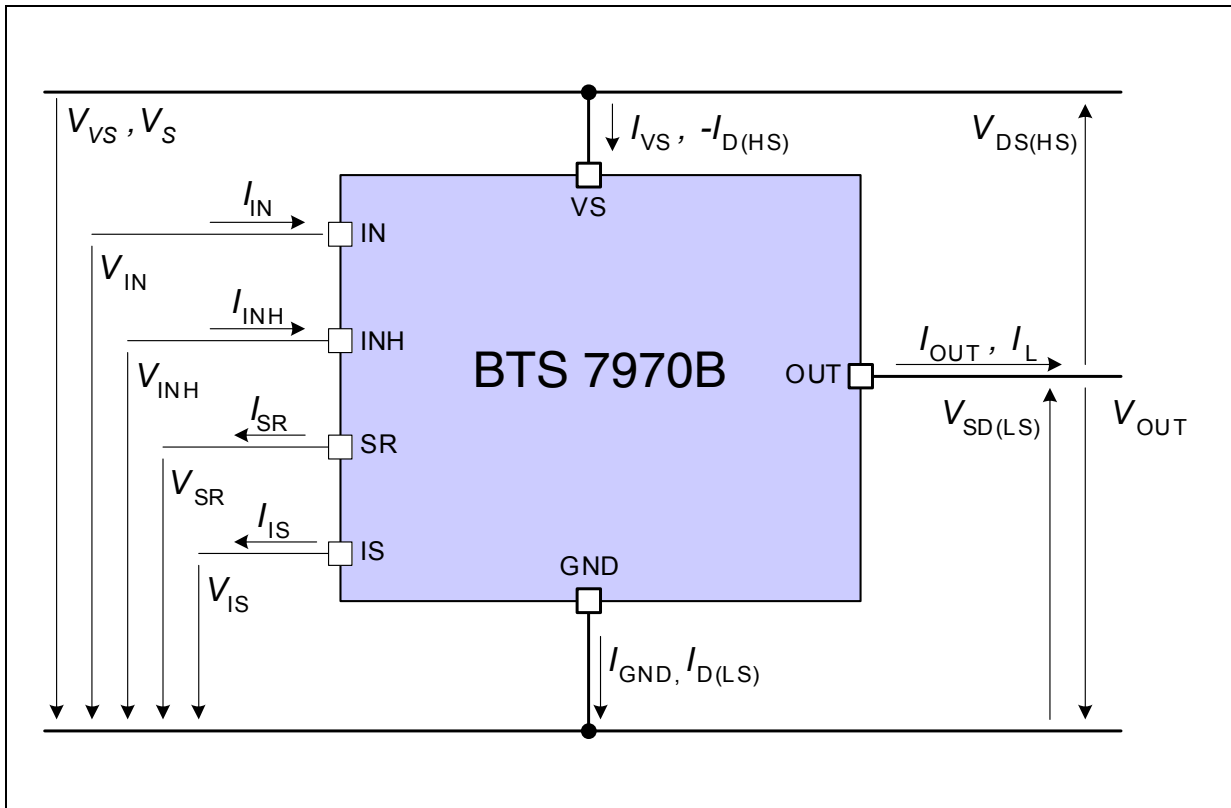 V_VS , V_S
I_VS , -I_D(HS)
V_DS(HS)
VS
I_IN
IN
V_IN
I_INH
INH
V_INH
BTS 7970B
OUT
I_OUT , I_L
V_SD(LS)
V_OUT
I_SR
SR
V_SR
I_IS
IS
V_IS
GND
I_GND, I_D(LS)